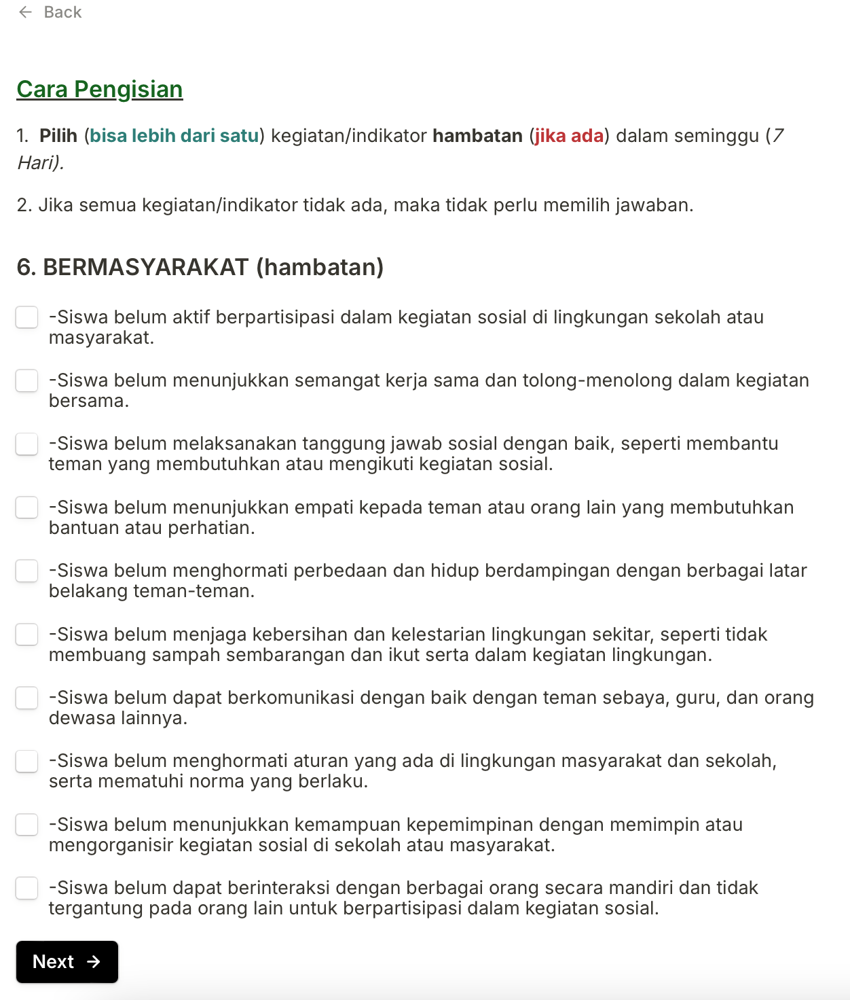 ← Back
Cara Pengisian
1. Pilih (bisa lebih dari satu) kegiatan/indikator hambatan (jika ada) dalam seminggu (7
Hari).
2. Jika semua kegiatan/indikator tidak ada, maka tidak perlu memilih jawaban.
6. BERMASYARAKAT (hambatan)
-Siswa belum aktif berpartisipasi dalam kegiatan sosial di lingkungan sekolah atau
masyarakat.
-Siswa belum menunjukkan semangat kerja sama dan tolong-menolong dalam kegiatan
bersama.
-Siswa belum melaksanakan tanggung jawab sosial dengan baik, seperti membantu
teman yang membutuhkan atau mengikuti kegiatan sosial.
-Siswa belum menunjukkan empati kepada teman atau orang lain yang membutuhkan
bantuan atau perhatian.
-Siswa belum menghormati perbedaan dan hidup berdampingan dengan berbagai latar
belakang teman-teman.
-Siswa belum menjaga kebersihan dan kelestarian lingkungan sekitar, seperti tidak
membuang sampah sembarangan dan ikut serta dalam kegiatan lingkungan.
-Siswa belum dapat berkomunikasi dengan baik dengan teman sebaya, guru, dan orang
dewasa lainnya.
-Siswa belum menghormati aturan yang ada di lingkungan masyarakat dan sekolah,
serta mematuhi norma yang berlaku.
-Siswa belum menunjukkan kemampuan kepemimpinan dengan memimpin atau
mengorganisir kegiatan sosial di sekolah atau masyarakat.
-Siswa belum dapat berinteraksi dengan berbagai orang secara mandiri dan tidak
tergantung pada orang lain untuk berpartisipasi dalam kegiatan sosial.
Next →